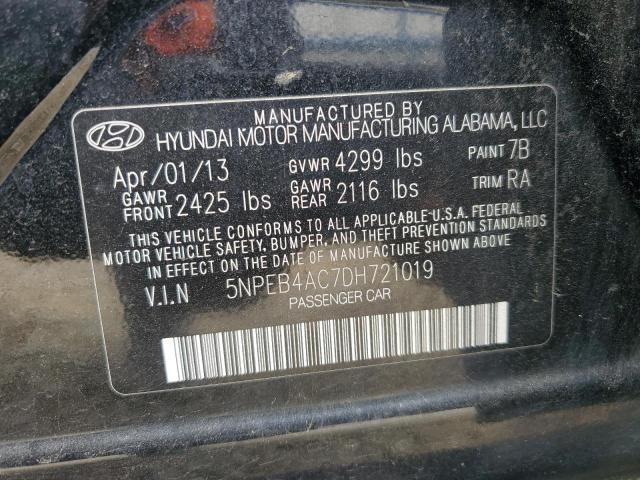 MANUFACTURED BY
HYUNDAI MOTOR MANUFACTURING ALABAMA, LLC
Apr/01/13 GVWR 4299 lbs PAINT 7B
GAWR FRONT 2425 lbs GAWR REAR 2116 lbs TRIM RA
THIS VEHICLE CONFORMS TO ALL APPLICABLE-U.S.A. FEDERAL
MOTOR VEHICLE SAFETY, BUMPER, AND THEFT PREVENTION STANDARDS
IN EFFECT ON THE DATE OF MANUFACTURE SHOWN ABOVE
V.I.N 5NPEB4AC7DH721019
PASSENGER CAR